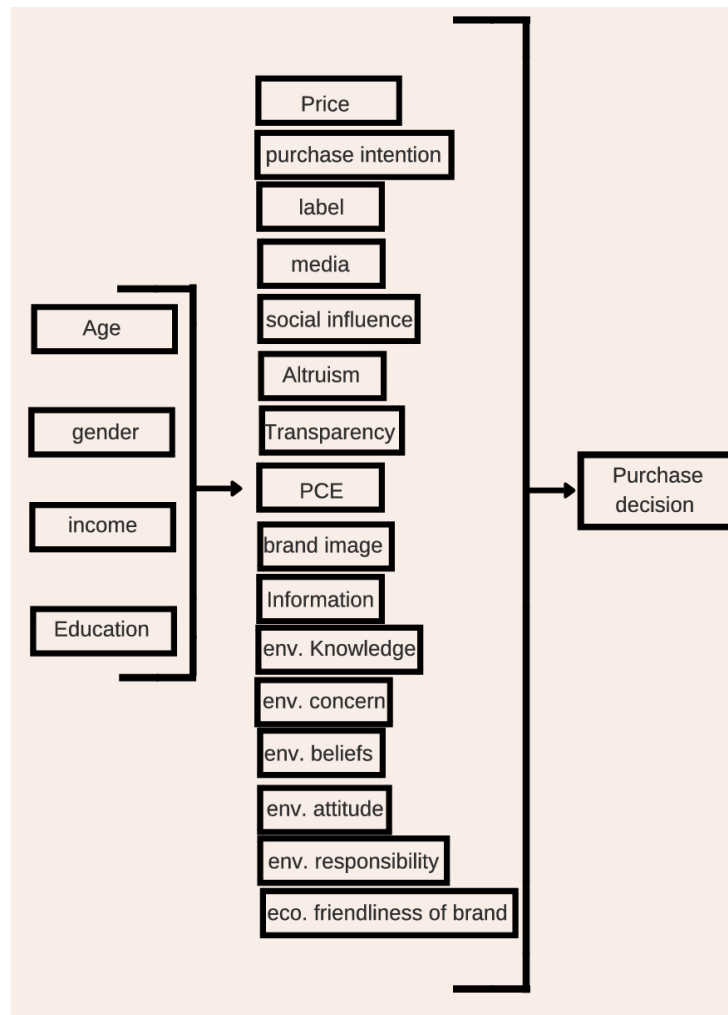 Age
gender
income
Education
Price
purchase intention
label
media
social influence
Altruism
Transparency
PCE
brand image
Information
env. Knowledge
env. concern
env. beliefs
env. attitude
env. responsibility
eco. friendliness of brand
Purchase
decision